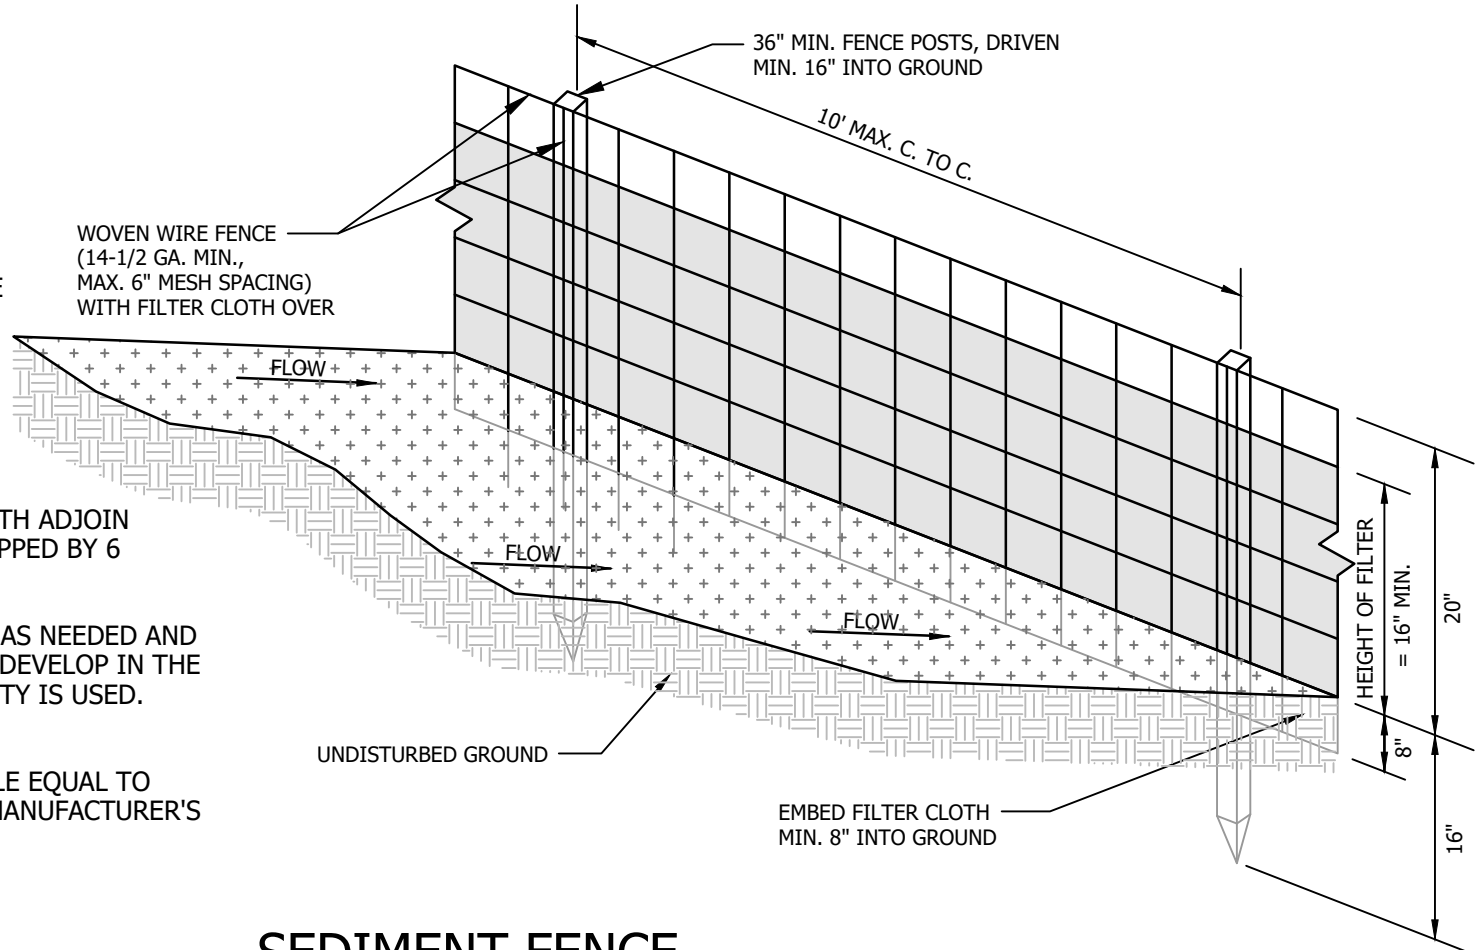 36" MIN. FENCE POSTS, DRIVEN
MIN. 16" INTO GROUND
10' MAX. C. TO C.
WOVEN WIRE FENCE
(14-1/2 GA. MIN.,
MAX. 6" MESH SPACING)
WITH FILTER CLOTH OVER
FLOW
FLOW
FLOW
TH ADJOIN
PPED BY 6
AS NEEDED AND
DEVELOP IN THE
TY IS USED.
LE EQUAL TO
MANUFACTURER'S
UNDISTURBED GROUND
EMBED FILTER CLOTH
MIN. 8" INTO GROUND
HEIGHT OF FILTER
= 16" MIN.
20"
8"
16"
SEDIMENT FENCE